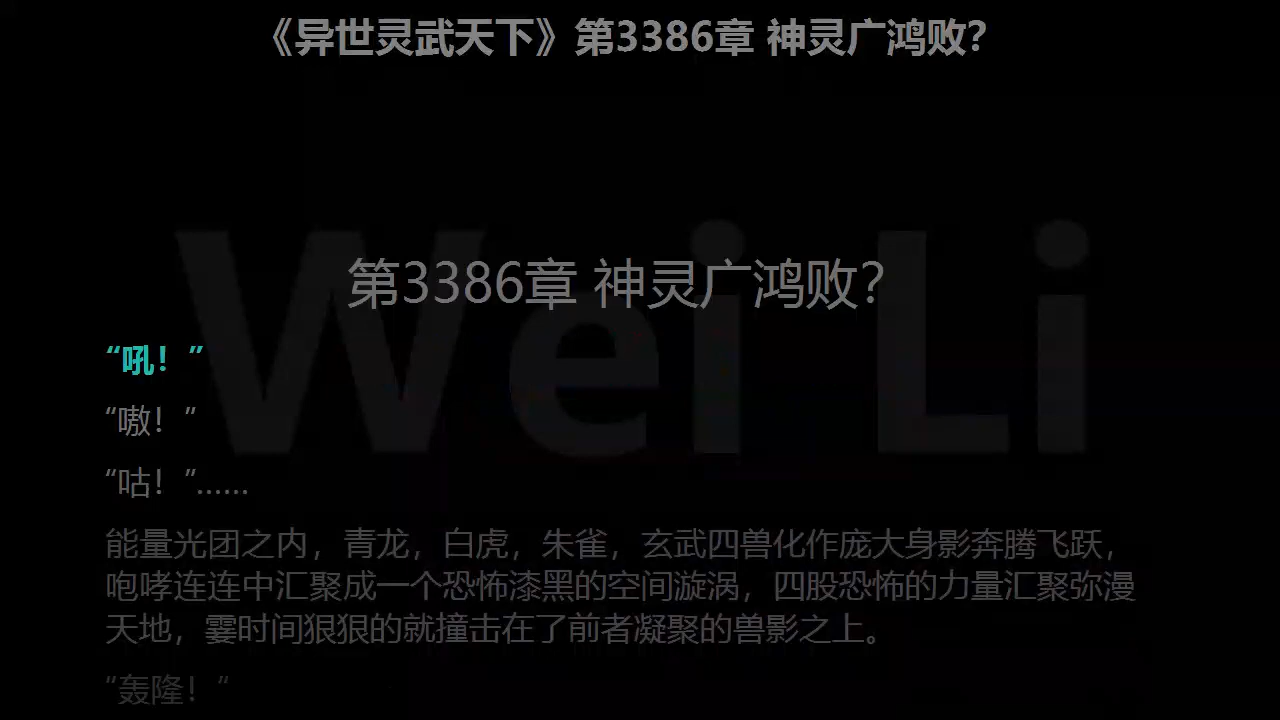 《异世灵武天下》第3386章 神灵广鸿败？
Wei Li
第3386章 神灵广鸿败？
“吼！”
“嗷！”
“咕！”……
能量光团之内，青龙，白虎，朱雀，玄武四兽化作庞大身影奔腾飞跃，
咆哮连连中汇聚成一个恐怖漆黑的空间漩涡，四股恐怖的力量汇聚弥漫
天地，霎时间狠狠的就撞击在了前者凝聚的兽影之上。
“轰隆！“